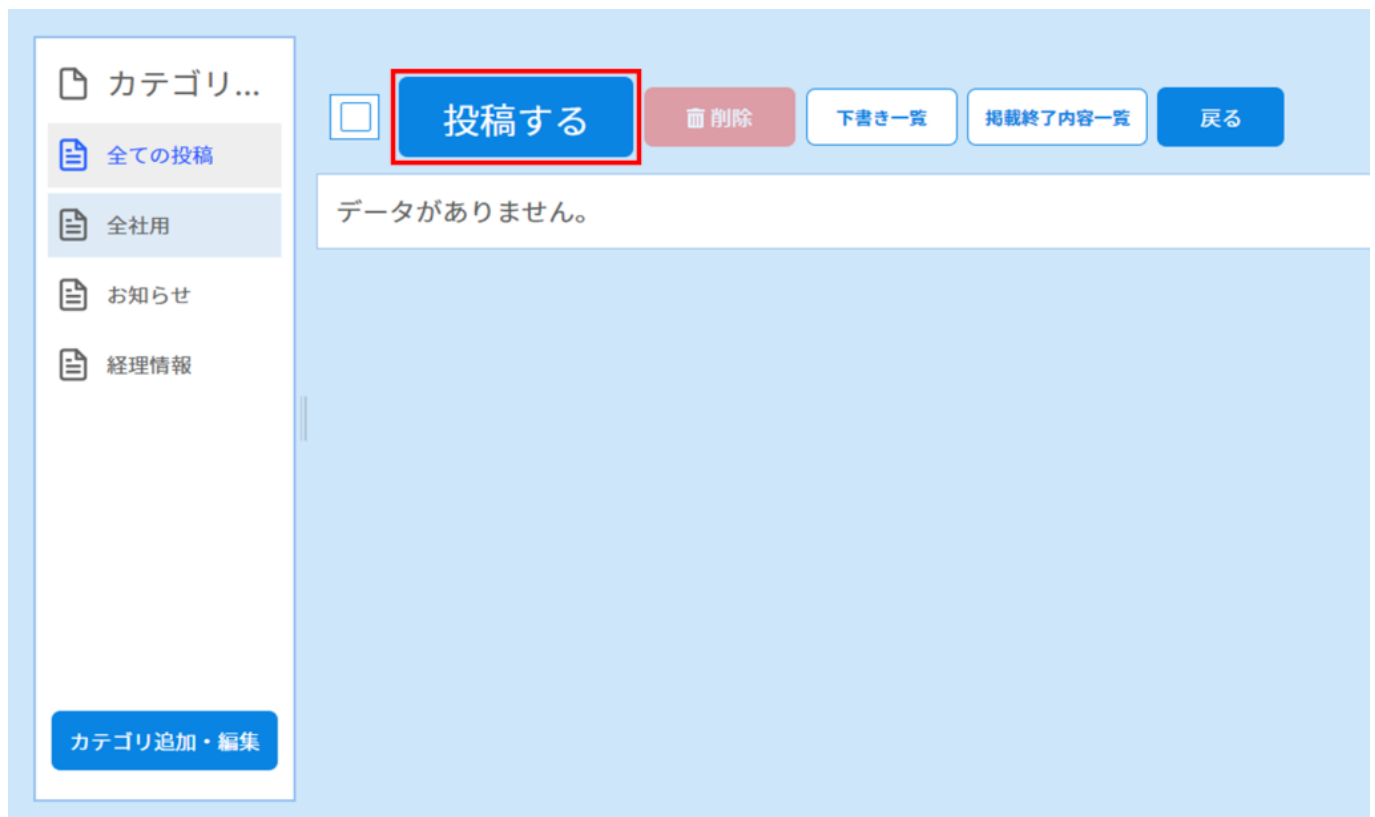 カテゴリ...
全ての投稿
全社用
お知らせ
経理情報
カテゴリ追加・編集
投稿する
削除
下書き一覧
掲載終了内容一覧
戻る
データがありません。